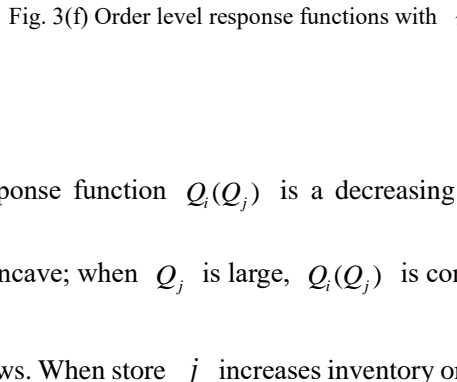 Fig. 3(f) Order level response functions with
ponse function Q_i(Q_j) is a decreasing
ncave; when Q_j is large, Q_i(Q_j) is con
ws. When store j increases inventory or